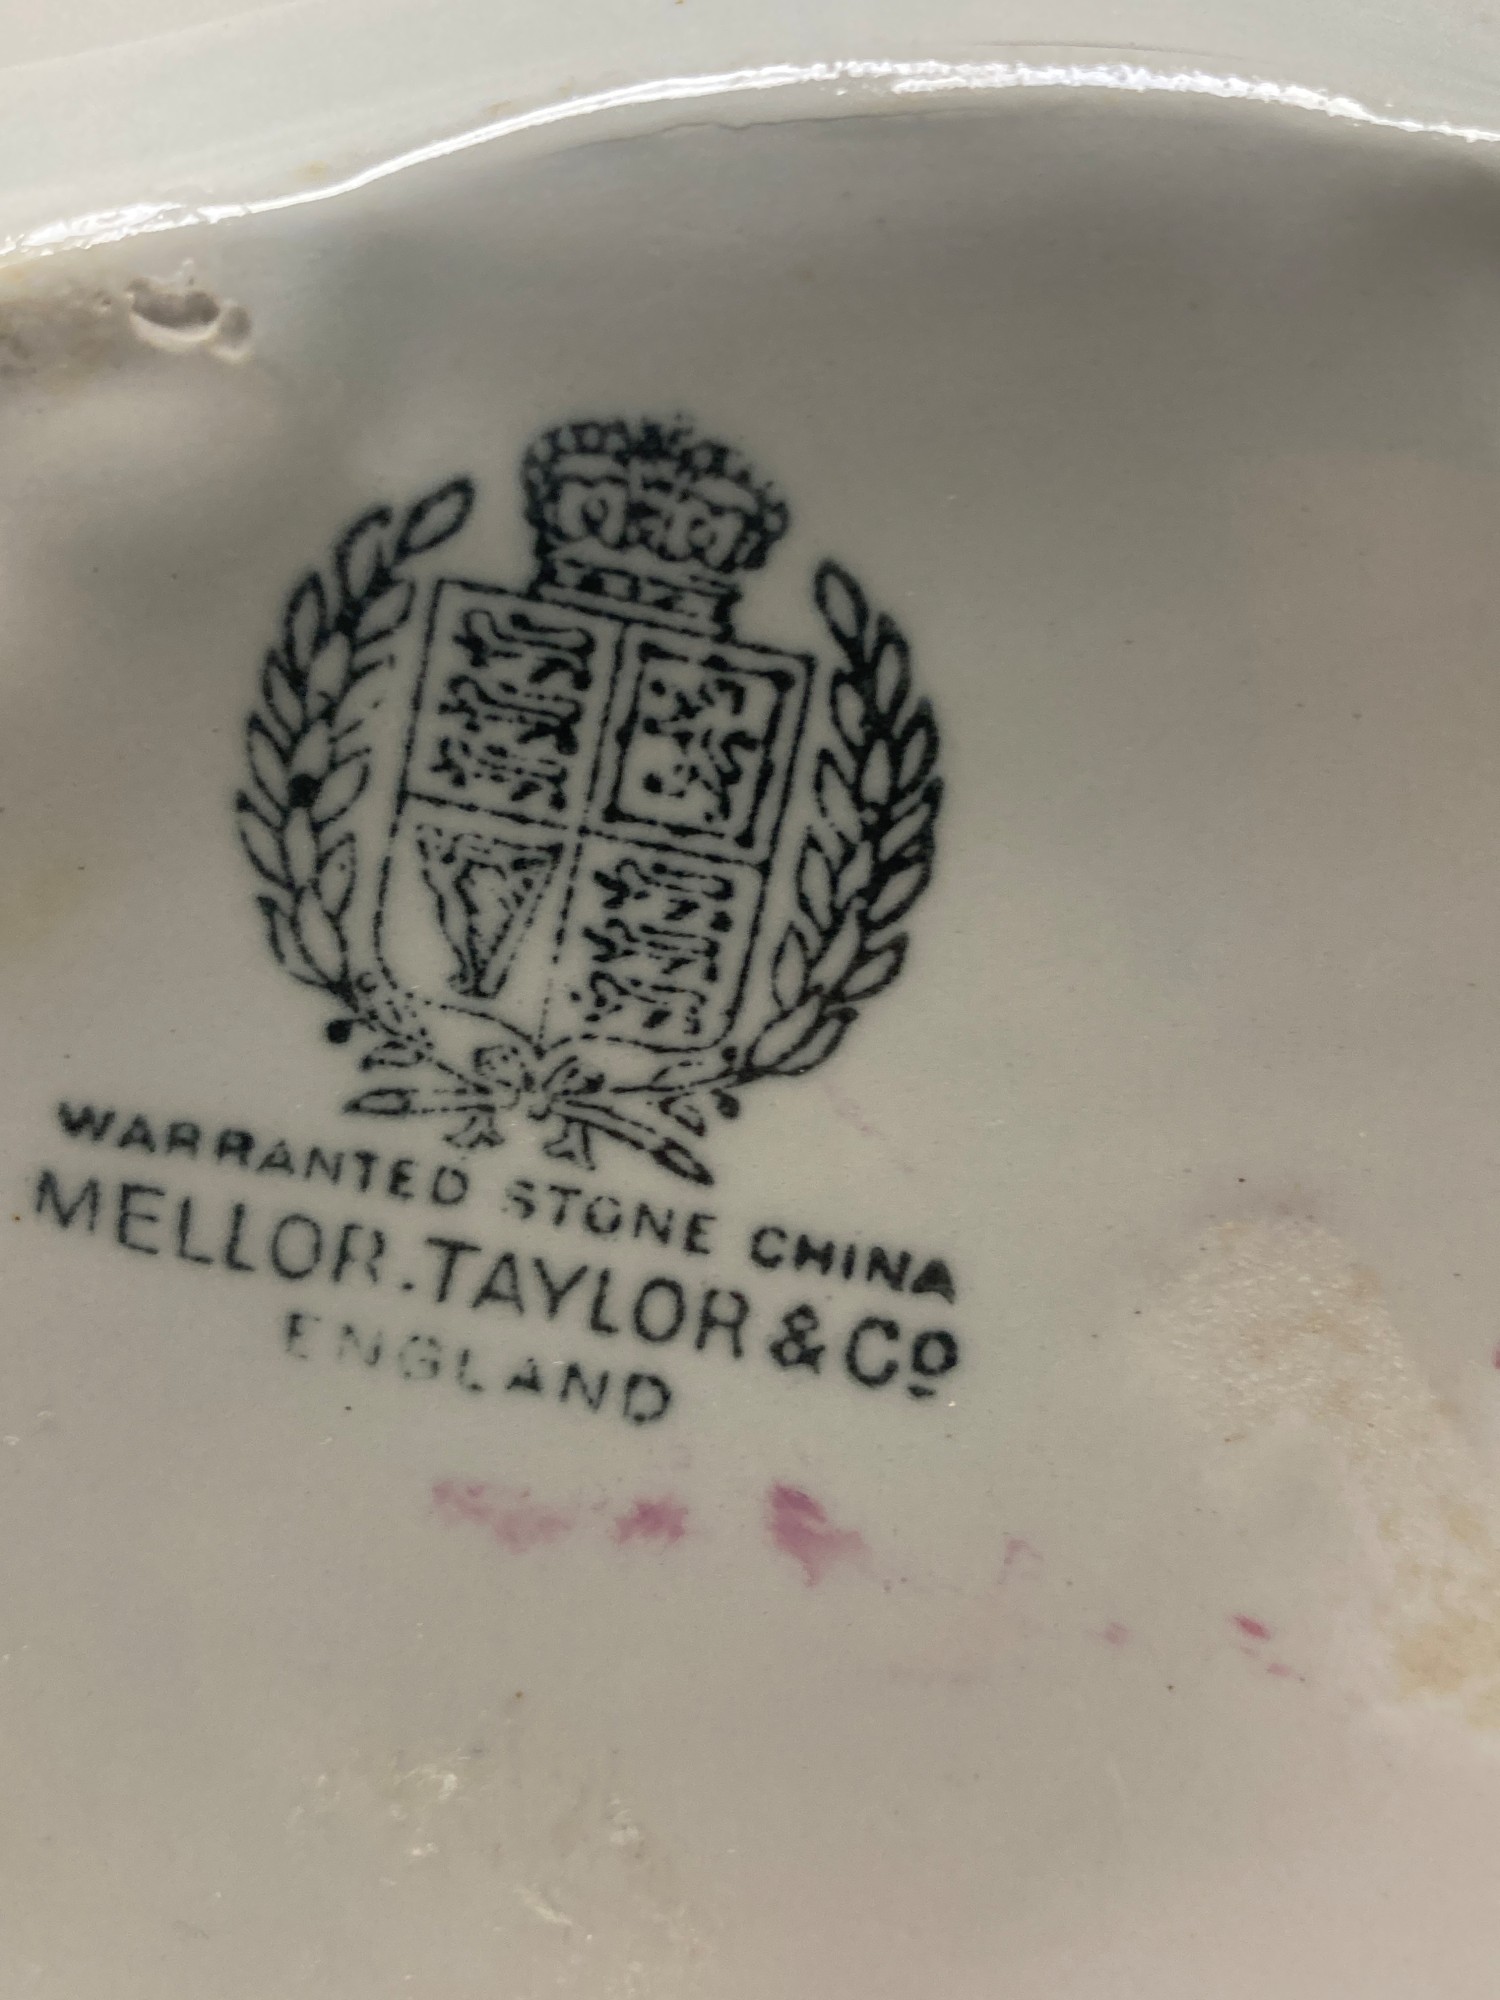 WARRANTED STONE CHINA
MELLOR.TAYLOR & Cº
ENGLAND